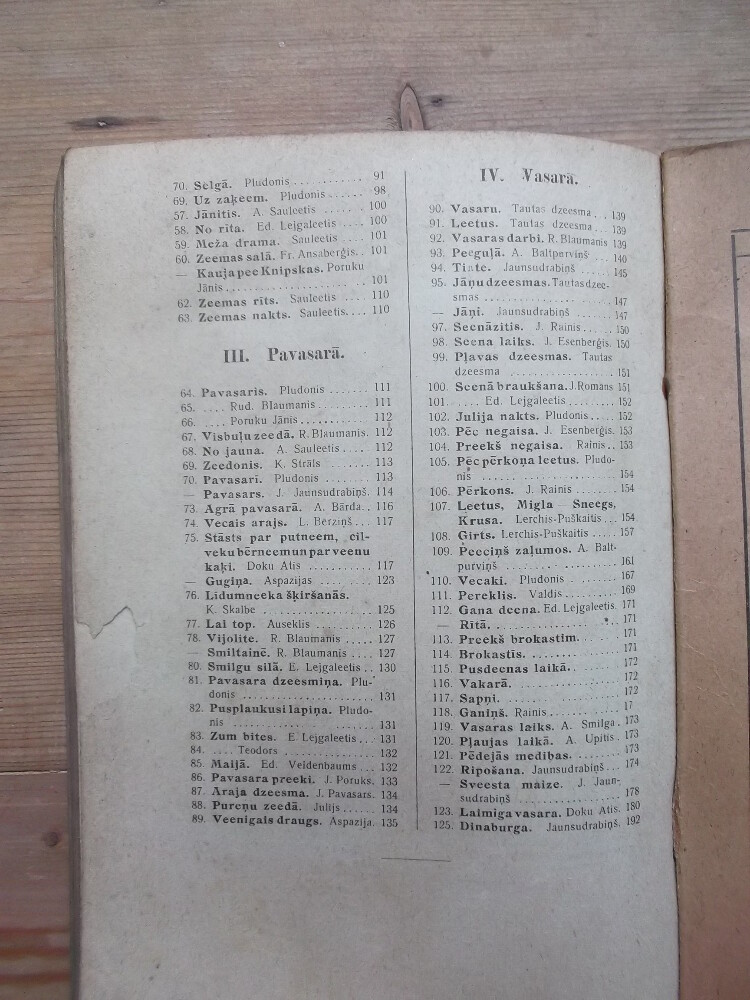 70. Selgā. Pludonis ............ 91
69. Uz zaķeem. Pludonis ...... 98
57. Jānitis. A. Sauleetis ...... 100
58. No rīta. Ed. Lejgaleetis .... 100
59. Meža drama. Sauleetis .... 101
60. Zeemas salā. Fr. Ansaberģis.. 101
— Kauja pee Knipskas. Poruku
Jānis ........................ 101
62. Zeemas rīts. Sauleetis .... 110
63. Zeemas nakts. Sauleetis.... 110
III. Pavasarā.
64. Pavasaris. Pludonis ....... 111
65. .... Rud. Blaumanis ......... 111
66. .... Poruku Jānis ............ 112
67. Visbuļu zeedā. R. Blaumanis. 112
68. No jauna. A. Sauleetis .... 112
69. Zeedonis. K. Strāls ....... 113
70. Pavasarī. Pludonis ........ 113
— Pavasars. J. Jaunsudrabiņš. 114
73. Agrā pavasarā. A. Bārda.. 116
74. Vecais arajs. L. Bērziņš ... 117
75. Stāsts par putneem, cil-
veku bērneem un par veenu
kaķi. Doku Atis ........... 117
— Gugiņa. Aspazijas ........ 123
76. Lidumneeka šķiršanās.
K. Skalbe .................. 125
77. Lai top. Auseklis .......... 126
78. Vijolite. R. Blaumanis ..... 127
— Smiltainē. R. Blaumanis .... 127
80. Smilgu silā. E. Lejgaleetis .. 130
81. Pavasara dzeesmiņa. Plu-
donis ...................... 131
82. Pusplaukusi lapiņa. Pludo-
nis ........................ 131
83. Zum bites. E. Lejgaleetis... 131
84. .... Teodors ................ 132
85. Maijā. Ed. Veidenbaums ... 132
86. Pavasara preeki. J. Poruks. 133
87. Araja dzeesma. J. Pavasars. 134
88. Pureņu zeedā. Julijs ...... 134
89. Veenigais draugs. Aspazija. 135
IV. Vasarā.
90. Vasaru. Tautas dzeesma .. 139
91. Leetus. Tautas dzeesma ... 139
92. Vasaras darbi. R. Blaumanis 139
93. Peeguļā. A. Baltpurviņš ... 140
94. Tinte. Jaunsudrabiņš ...... 145
95. Jāņu dzeesmas. Tautas dzee-
smas ..................... 147
— Jāņi. Jaunsudrabiņš ....... 147
97. Seenāzitis. J. Rainis ..... 150
98. Seena laiks. J. Esenberģis. 150
99. Pļavas dzeesmas. Tautas
dzeesma ................... 151
100. Seenā braukšana. J. Romans 151
101. .... Ed. Lejgaleetis ......... 152
102. Julija nakts. Pludonis .... 152
103. Pēc negaisa. J. Esenberģis. 153
104. Preekš negaisa. Rainis .. 153
105. Pēc pērkoņa leetus. Pludo-
nis ....................... 154
106. Pērkons. J. Rainis ....... 154
107. Leetus, Migla — Sneegs,
Krusa. Lerchis-Puškaitis ... 154
108. Girts. Lerchis-Puškaitis .... 157
109. Peeciņš zaļumos. A. Balt-
purviņš ................... 161
110. Vecaki. Pludonis ......... 167
111. Pereklis. Valdis .......... 169
112. Gana deena. Ed. Lejgaleetis. 171
— Rītā. ...................... 171
113. Preekš brokastim. ....... 171
114. Brokastīs. ............... 171
115. Pusdeenas laikā. ........ 172
116. Vakarā. .................. 172
117. Sapņi. ................... 172
118. Ganiņš. Rainis ........... 17
119. Vasaras laiks. A. Smilga . 173
120. Pļaujas laikā. A. Upitis .. 173
121. Pēdejās medibas. ........ 173
122. Ripošana. Jaunsudrabiņš... 174
— Sveesta maize. J. Jaun-
sudrabiņš ................. 178
123. Laimiga vasara. Doku Atis. 180
125. Dinaburga. Jaunsudrabiņš. 192